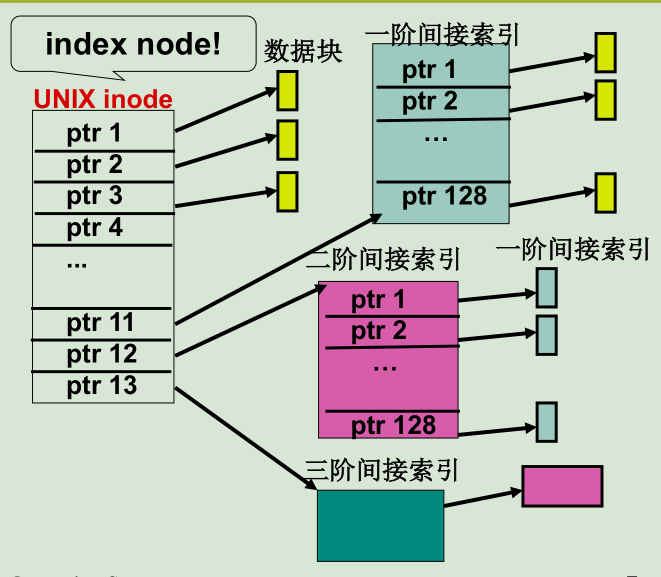 index node!
数据块
一阶间接索引
UNIX inode
ptr 1
ptr 2
ptr 3
ptr 4
...
ptr 11
ptr 12
ptr 13
ptr 1
ptr 2
...
ptr 128
二阶间接索引
一阶间接索引
ptr 1
ptr 2
...
ptr 128
三阶间接索引